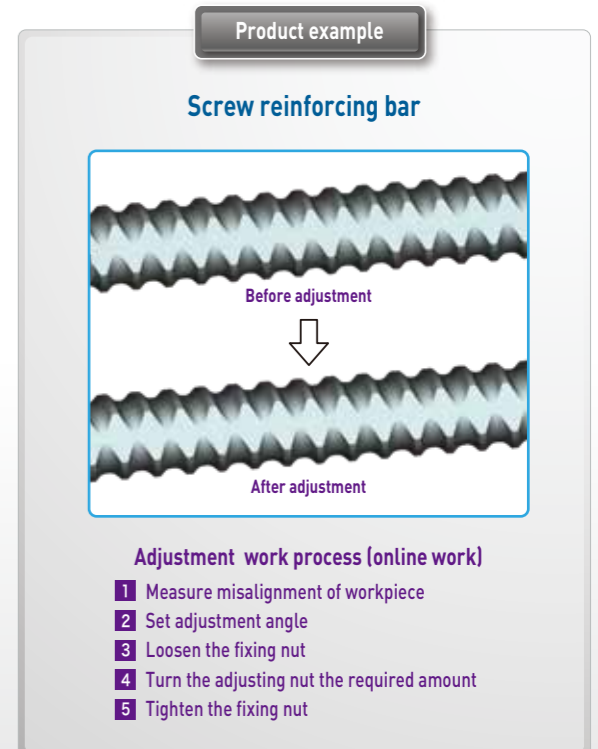 Product example
Screw reinforcing bar
Before adjustment
After adjustment
Adjustment work process (online work)
1 Measure misalignment of workpiece
2 Set adjustment angle
3 Loosen the fixing nut
4 Turn the adjusting nut the required amount
5 Tighten the fixing nut